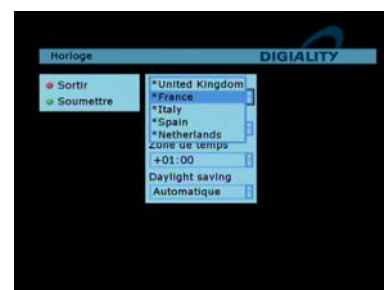 Horloge
DIGIALITY
Sortir
Soumettre
*United Kingdom
*France
*Italy
*Spain
*Netherlands
Zone de temps
+01:00
Daylight saving
Automatique